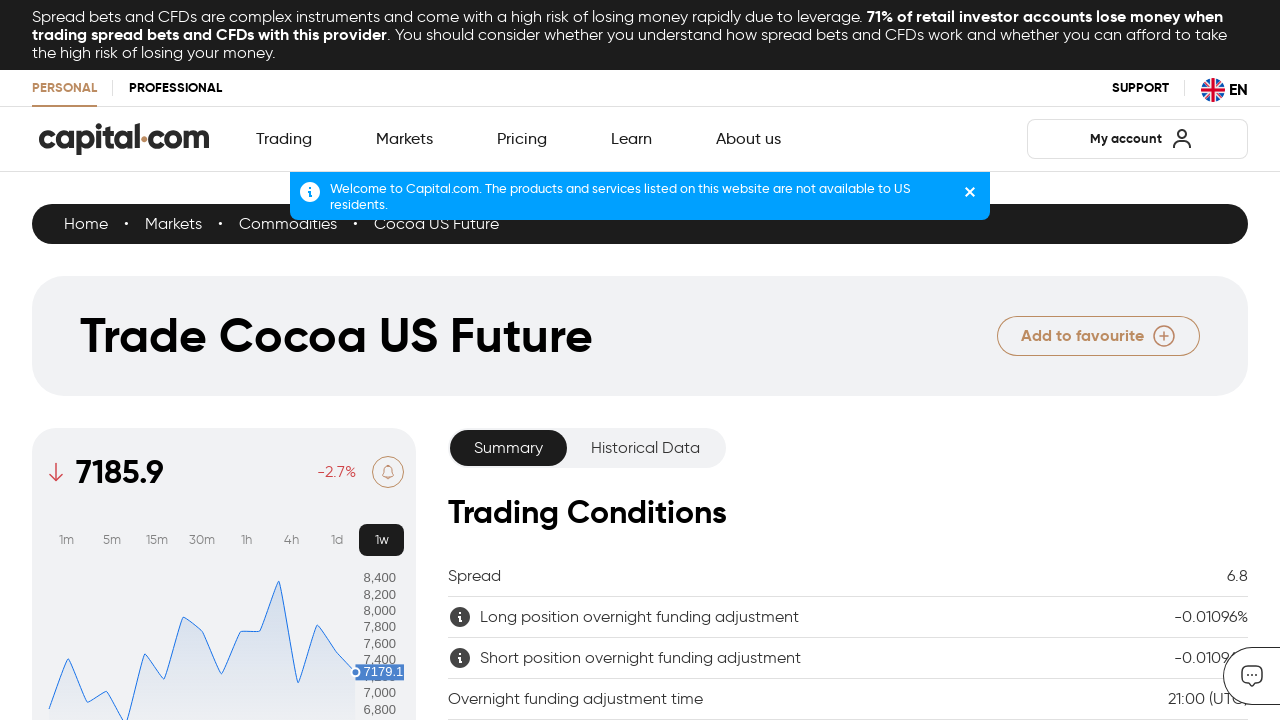 Spread bets and CFDs are complex instruments and come with a high risk of losing money rapidly due to leverage. 71% of retail investor accounts lose money when
trading spread bets and CFDs with this provider. You should consider whether you understand how spread bets and CFDs work and whether you can afford to take
the high risk of losing your money.
PERSONAL PROFESSIONAL SUPPORT EN
capital.com Trading Markets Pricing Learn About us My account
Welcome to Capital.com. The products and services listed on this website are not available to US
residents.
Home • Markets • Commodities • Cocoa US Future
Trade Cocoa US Future Add to favourite
Summary Historical Data
7185.9 -2.7%
Trading Conditions
1m 5m 15m 30m 1h 4h 1d 1w
8,400
8,200
8,000
7,800
7,600
7,400
7179.1
7,000
6,800
Spread 6.8
Long position overnight funding adjustment -0.01096%
Short position overnight funding adjustment
Overnight funding adjustment time 21:00 (UTC)